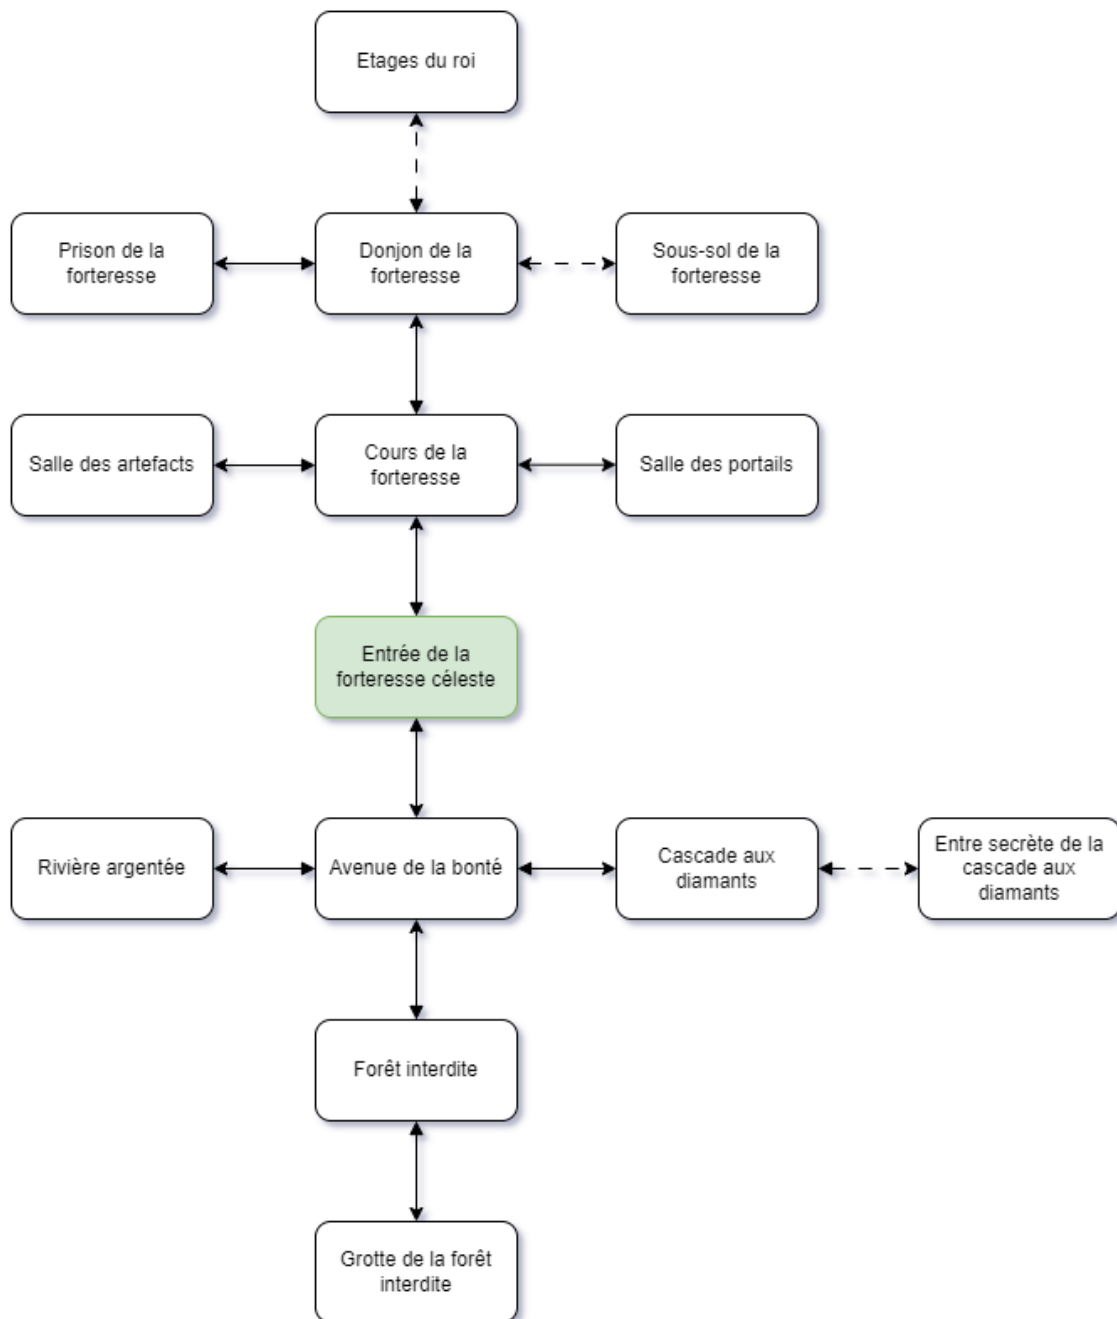 Etages du roi
Prison de la
forteresse
Donjon de la
forteresse
Sous-sol de la
forteresse
Salle des artefacts
Cours de la
forteresse
Salle des portails
Entrée de la
forteresse céleste
Rivière argentée
Avenue de la bonté
Cascade aux
diamants
Entre secrète de la
cascade aux
diamants
Forêt interdite
Grotte de la forêt
interdite